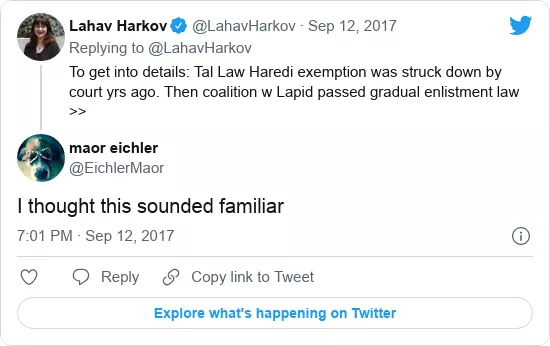 Lahav Harkov @LahavHarkov · Sep 12, 2017
Replying to @LahavHarkov
To get into details: Tal Law Haredi exemption was struck down by
court yrs ago. Then coalition w Lapid passed gradual enlistment law
>>
maor eichler
@EichlerMaor
I thought this sounded familiar
7:01 PM · Sep 12, 2017
Reply Copy link to Tweet
Explore what's happening on Twitter